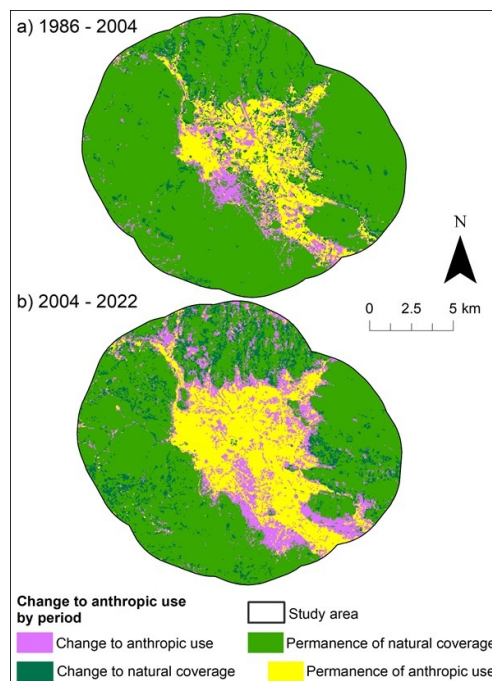 a) 1986 - 2004
N
0 2.5 5 km
b) 2004 - 2022
Change to anthropic use
by period
Study area
Change to anthropic use
Permanence of natural coverage
Change to natural coverage
Permanence of anthropic use